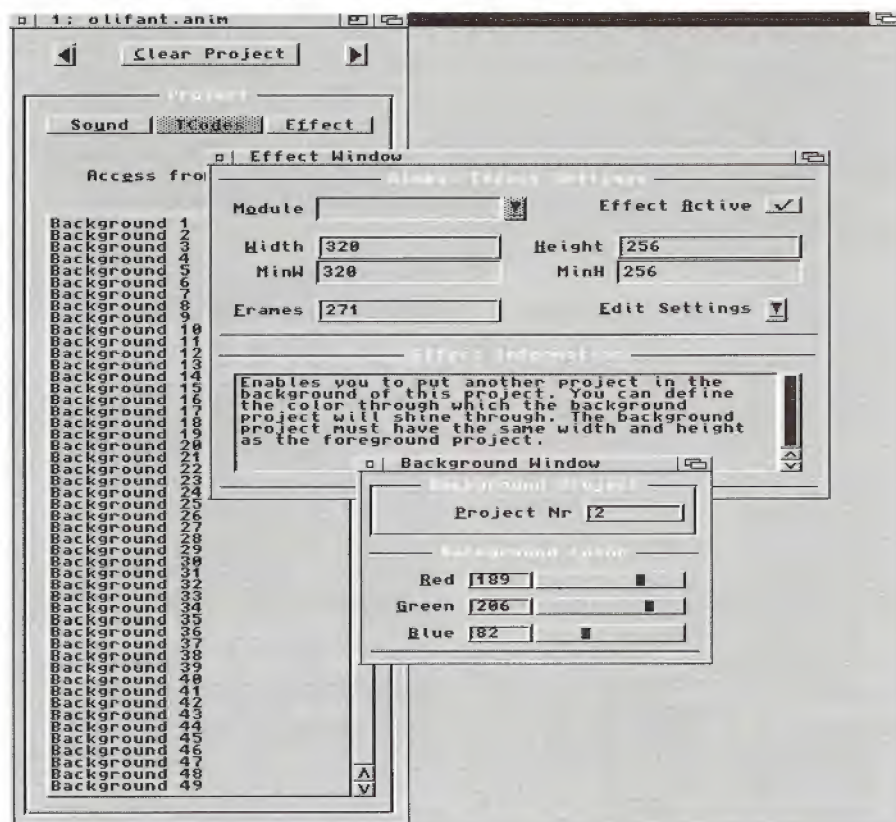 1: olifant.anim
Clear Project
Project
Sound TCodes Effect
Access fro
Background 1
Background 2
Background 3
Background 4
Background 5
Background 6
Background 7
Background 8
Background 9
Background 10
Background 11
Background 12
Background 13
Background 14
Background 15
Background 16
Background 17
Background 18
Background 19
Background 20
Background 21
Background 22
Background 23
Background 24
Background 25
Background 26
Background 27
Background 28
Background 29
Background 30
Background 31
Background 32
Background 33
Background 34
Background 35
Background 36
Background 37
Background 38
Background 39
Background 40
Background 41
Background 42
Background 43
Background 44
Background 45
Background 46
Background 47
Background 48
Background 49
Effect Window
Effect Settings
Module Effect Active
Width 320 Height 256
MinW 320 MinH 256
Frames 271 Edit Settings
Effect Information
Enables you to put another project in the
background of this project. You can define
the color through which the background
project will shine through. The background
project must have the same width and height
as the foreground project.
Background Window
Background Project
Project Nr 2
Background Color
Red 189
Green 206
Blue 82